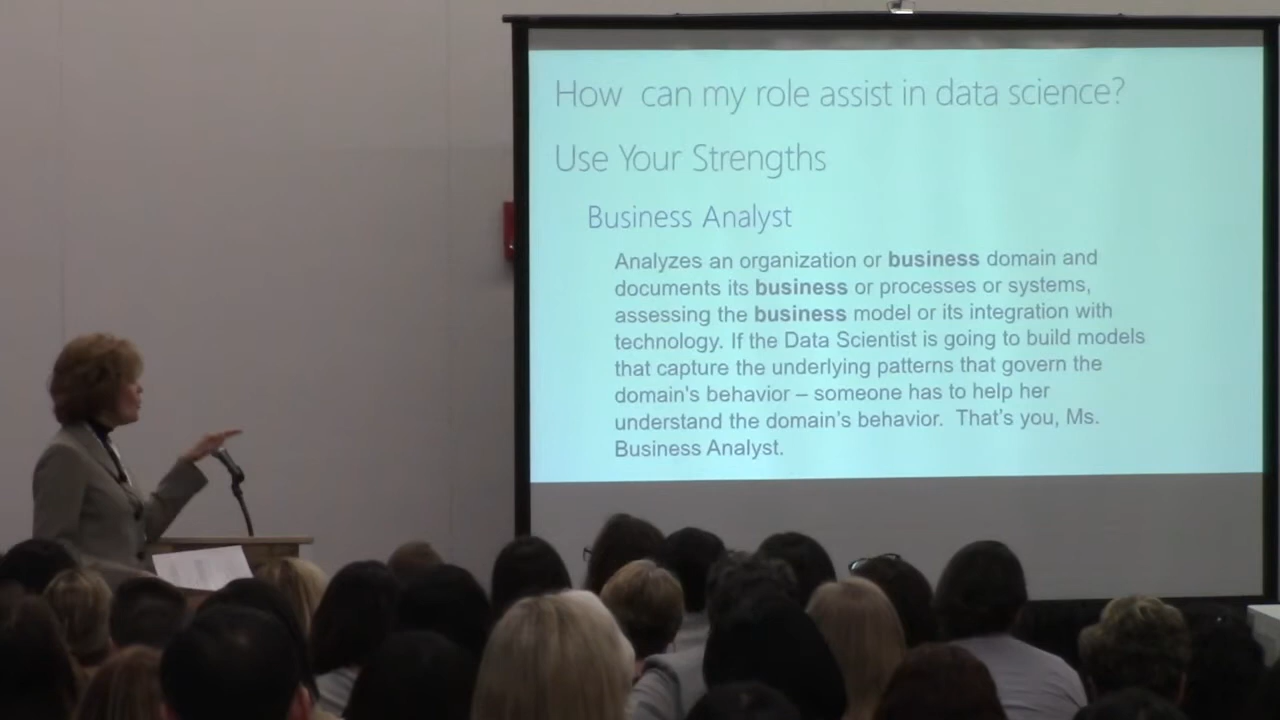 How can my role assist in data science?
Use Your Strengths
Business Analyst
Analyzes an organization or business domain and
documents its business or processes or systems,
assessing the business model or its integration with
technology. If the Data Scientist is going to build models
that capture the underlying patterns that govern the
domain's behavior – someone has to help her
understand the domain's behavior. That's you, Ms.
Business Analyst.